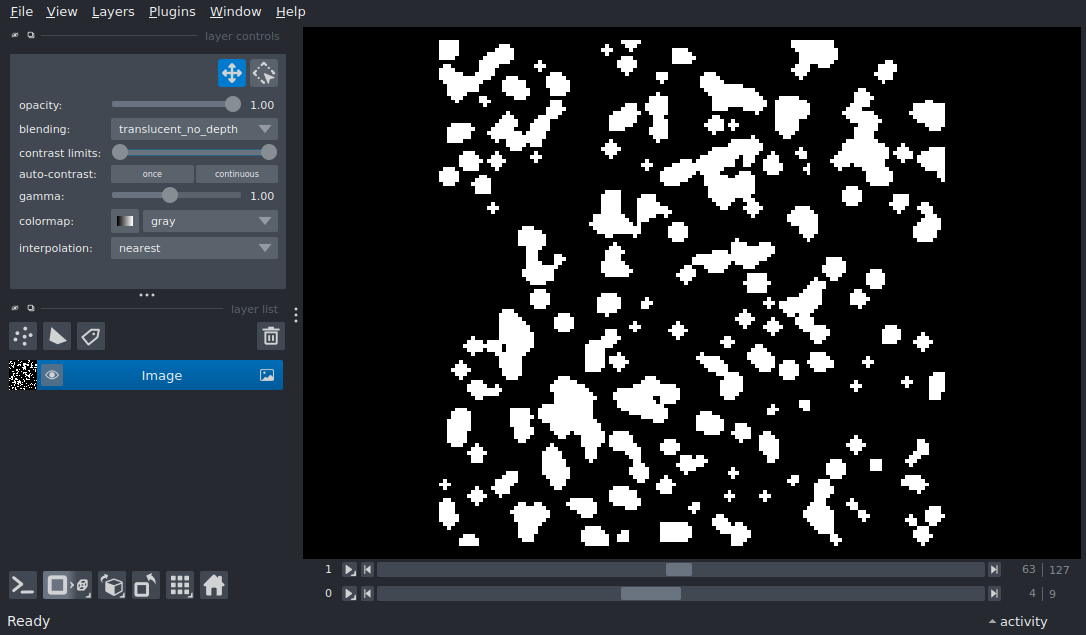 File View Layers Plugins Window Help
layer controls
opacity: 1.00
blending: translucent_no_depth
contrast limits:
auto-contrast: once continuous
gamma: 1.00
colormap: gray
interpolation: nearest
layer list
Image
1 63 127
0 4 9
Ready activity